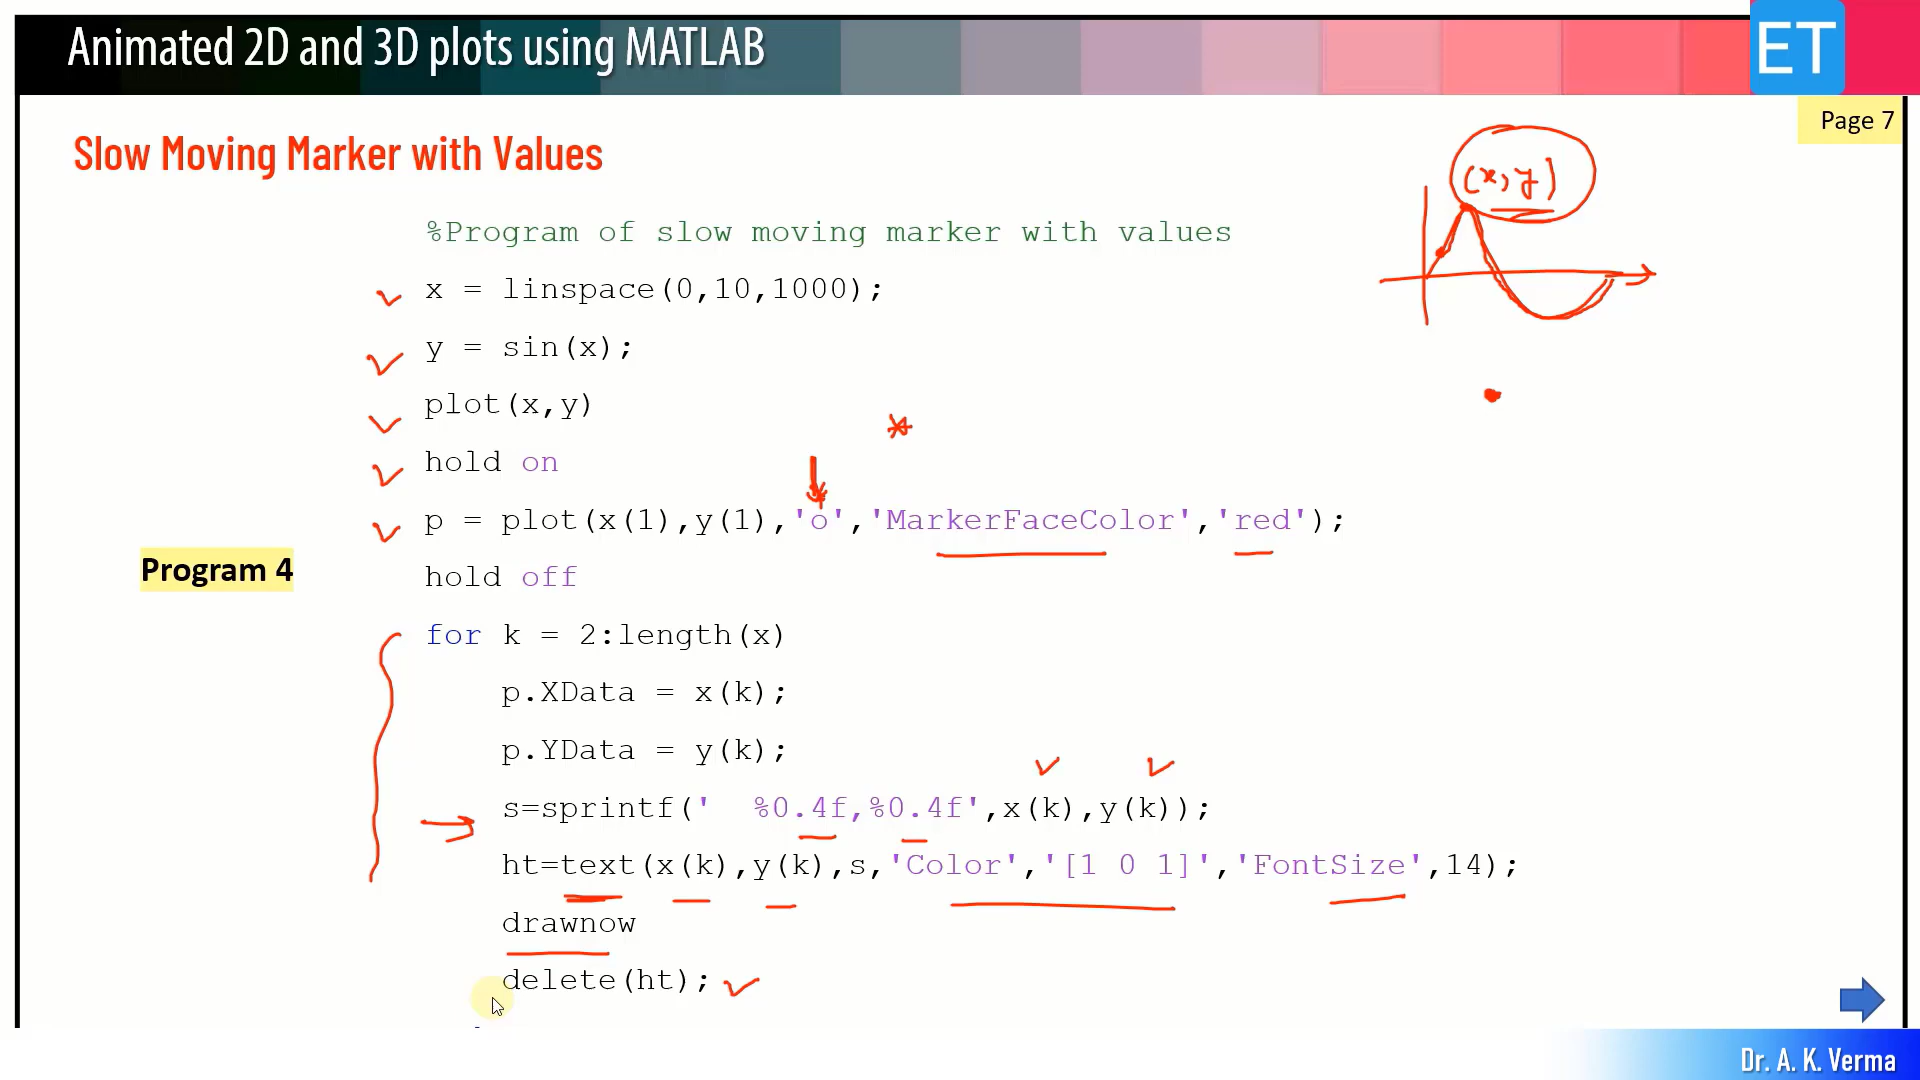 Animated 2D and 3D plots using MATLAB
ET
Page 7
Slow Moving Marker with Values
(x,y)
%Program of slow moving marker with values
x = linspace(0,10,1000);
y = sin(x);
plot(x,y)
*
hold on
p = plot(x(1),y(1),'o','MarkerFaceColor','red');
Program 4
hold off
for k = 2:length(x)
p.XData = x(k);
p.YData = y(k);
s=sprintf('  %0.4f,%0.4f',x(k),y(k));
ht=text(x(k),y(k),s,'Color','[1 0 1]','FontSize',14);
drawnow
delete(ht);
Dr. A. K. Verma